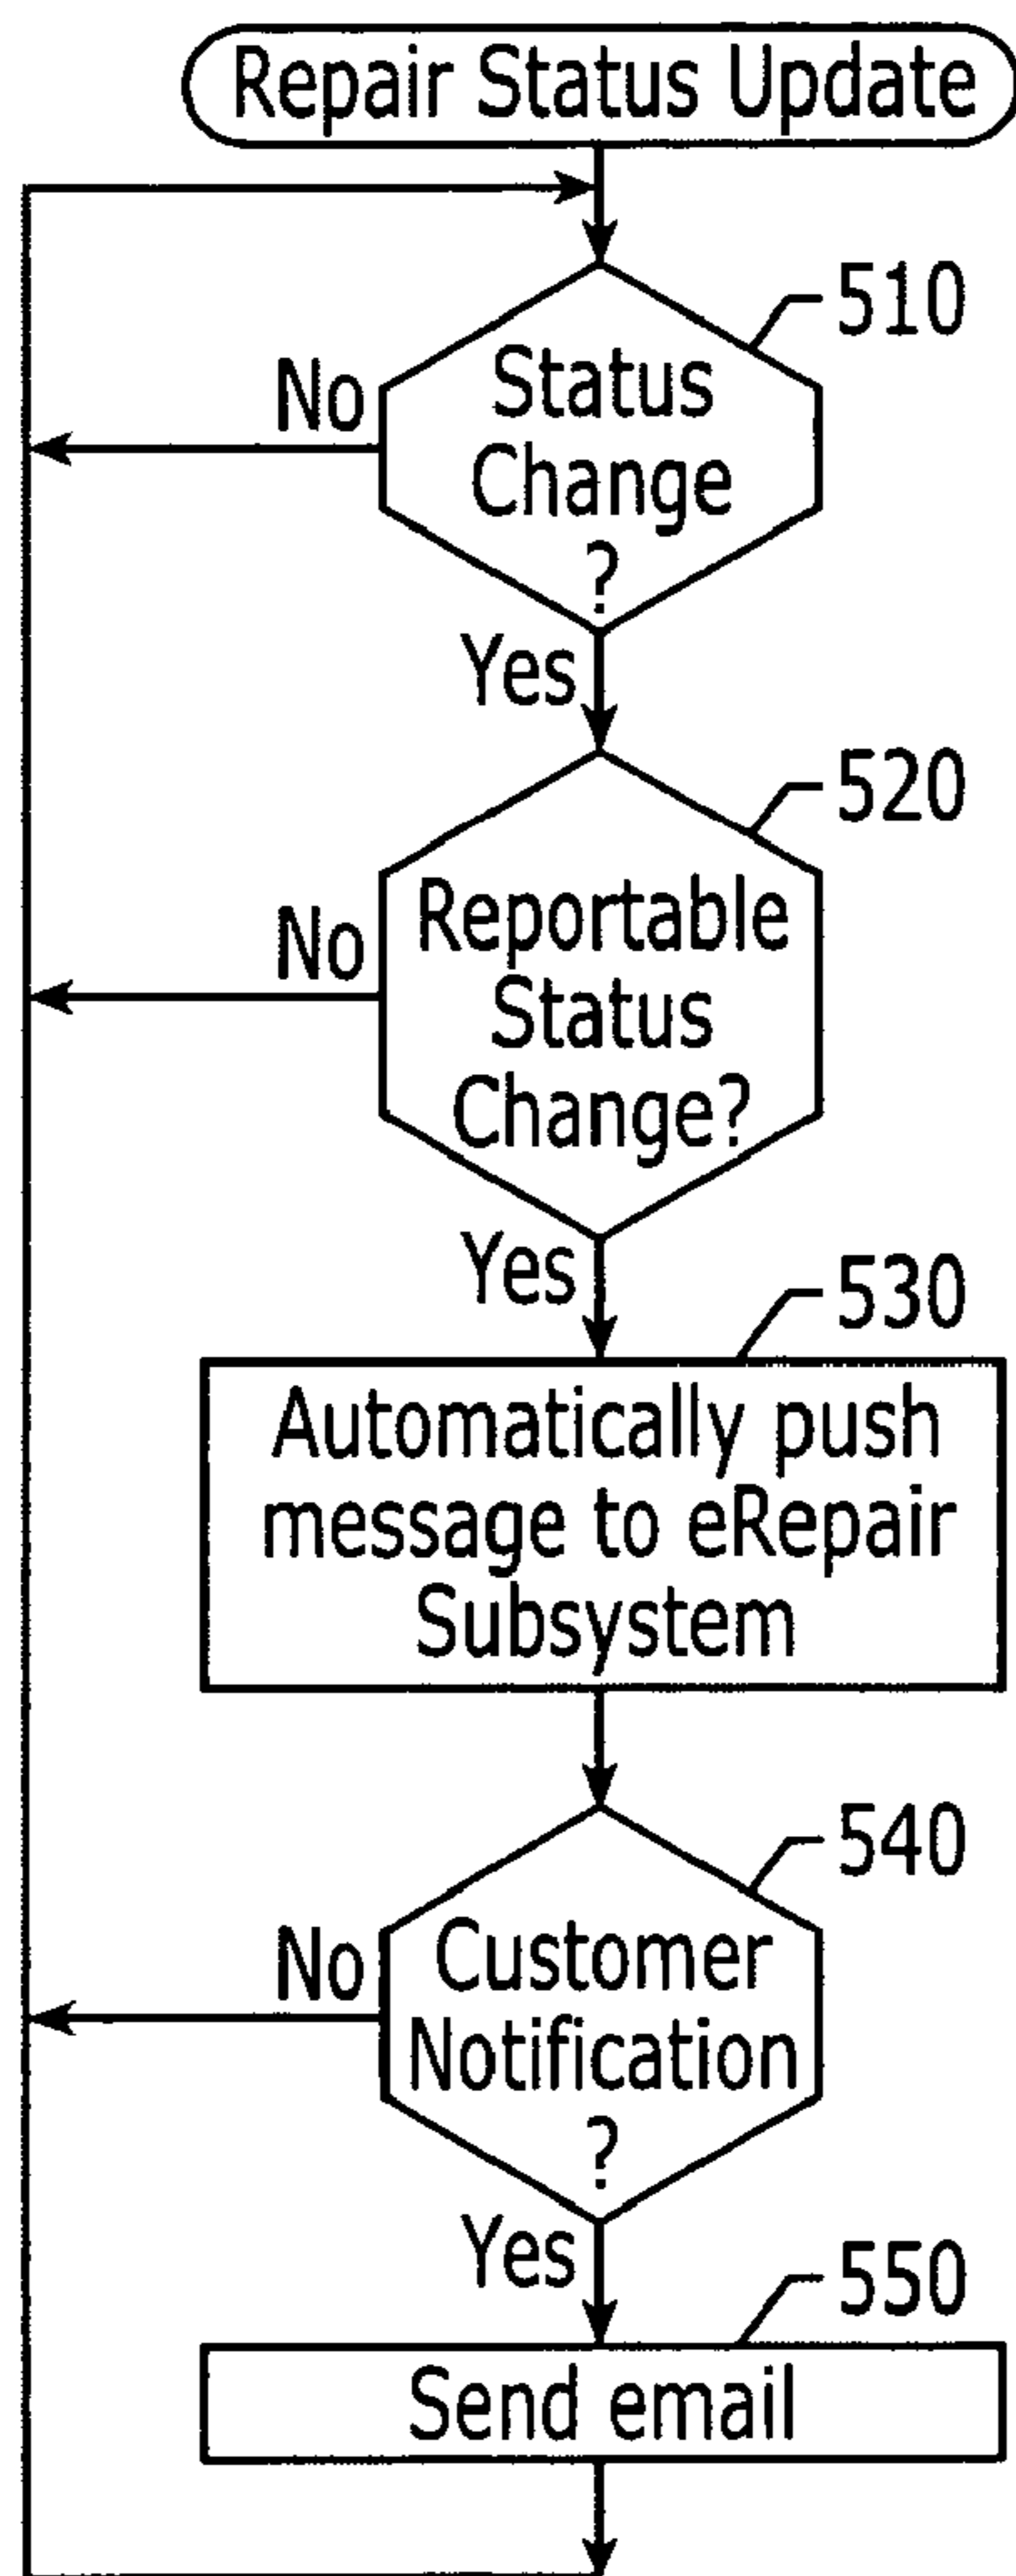 Repair Status Update
510
Status
Change
?
No
Yes
520
Reportable
Status
Change?
No
Yes
530
Automatically push
message to eRepair
Subsystem
540
Customer
Notification
?
No
Yes
550
Send email